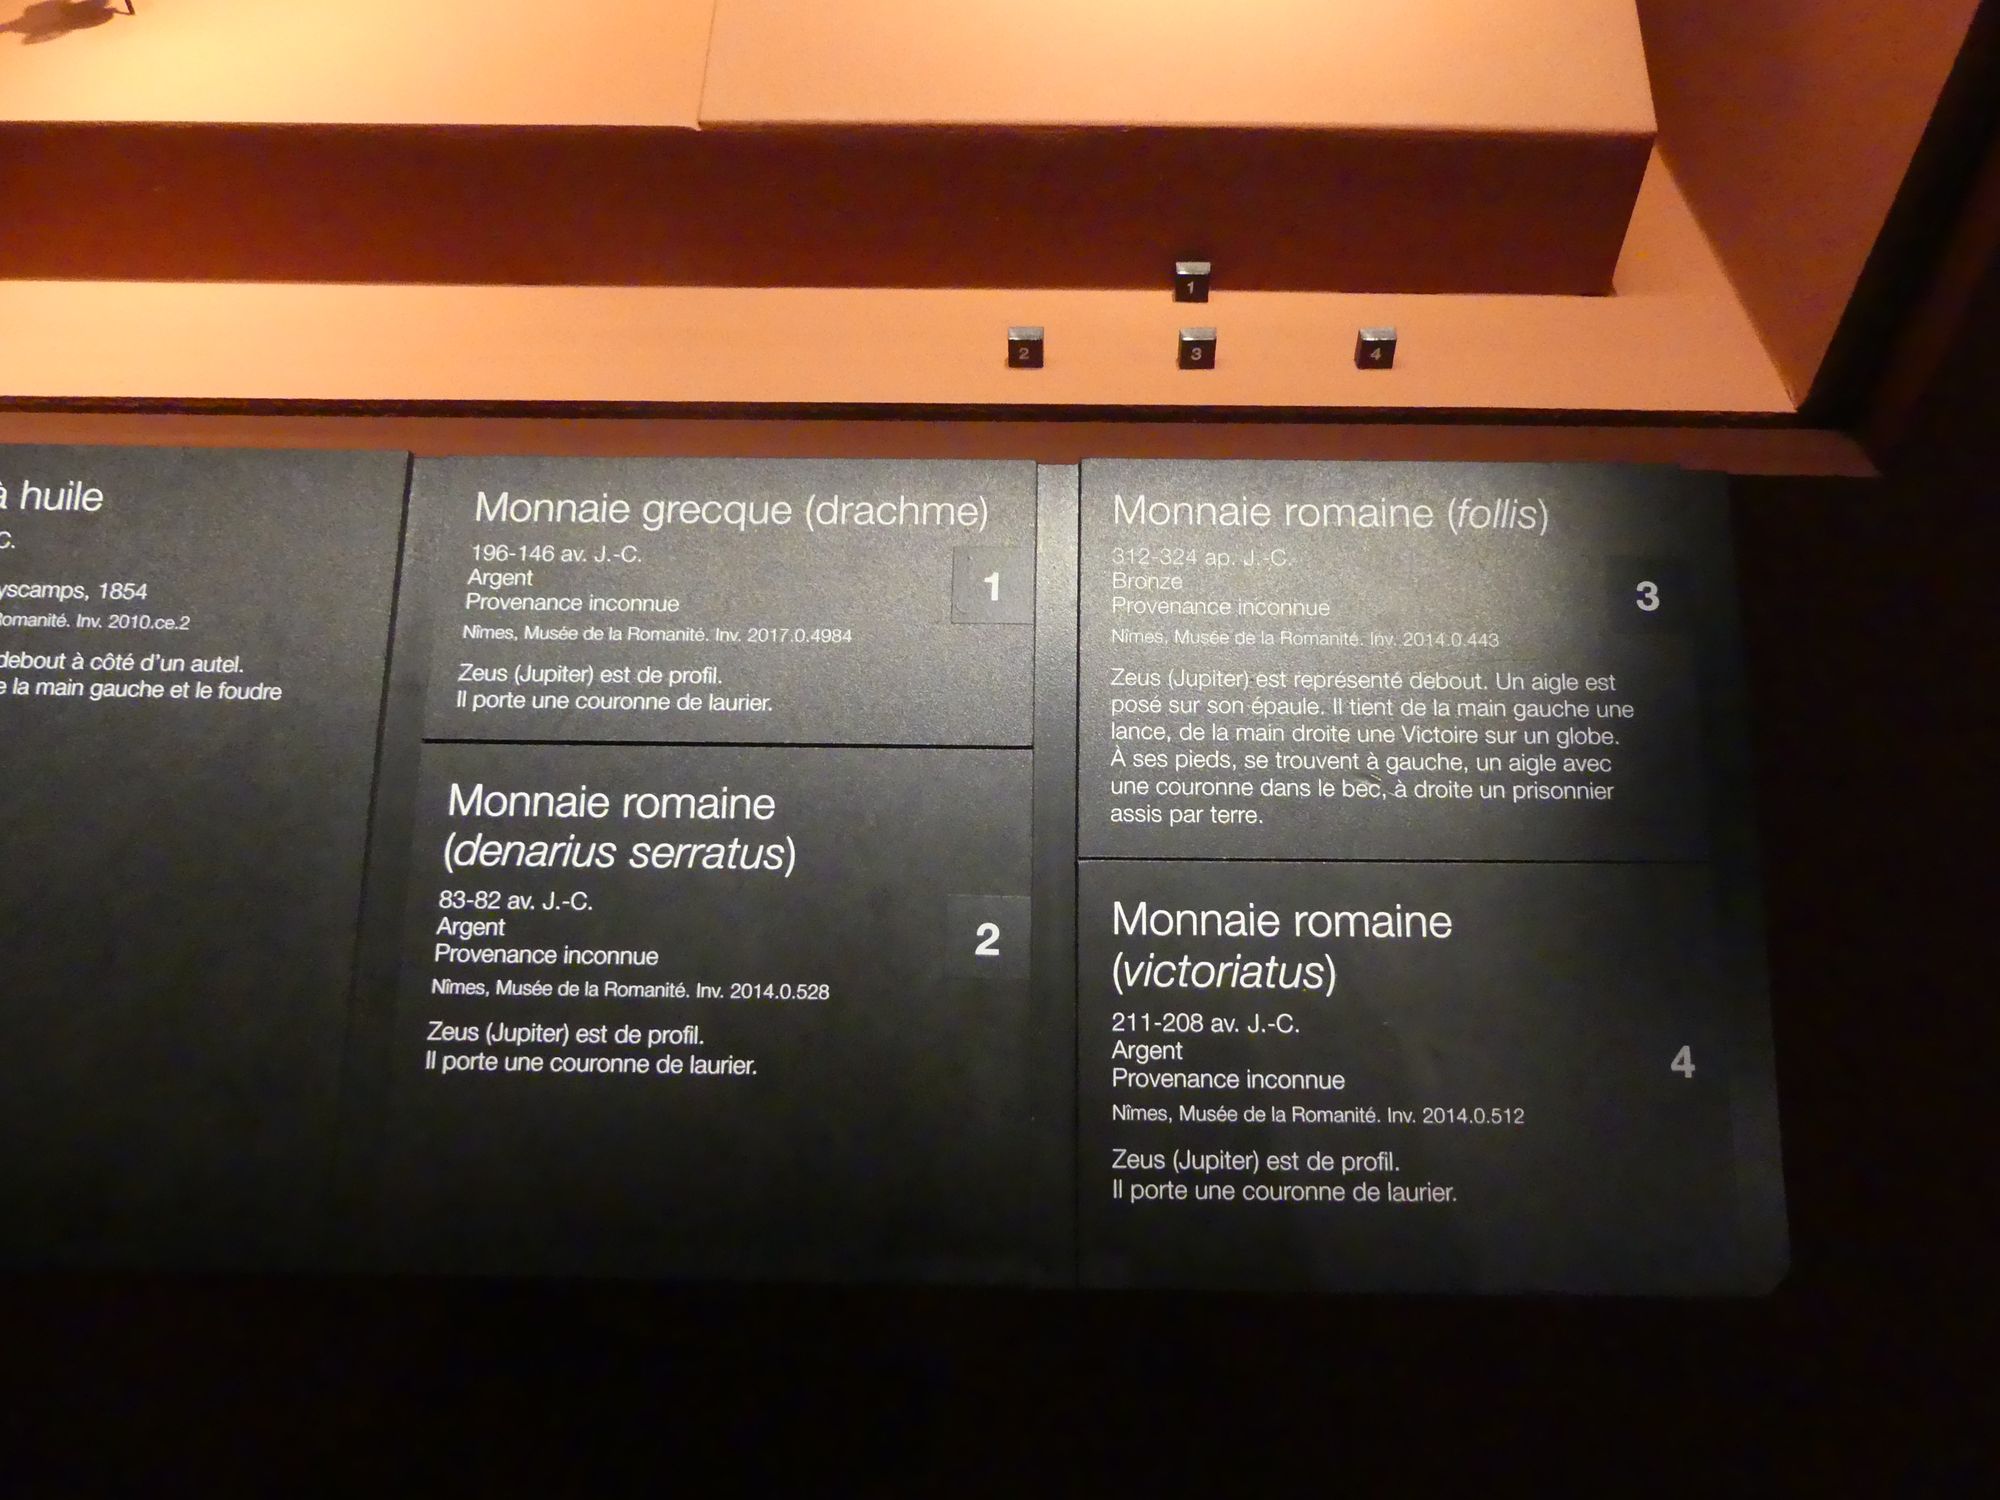 1
2
3
4
à huile
C.
yscamps, 1854
Romanité. Inv. 2010.ce.2
debout à côté d'un autel.
e la main gauche et le foudre
Monnaie grecque (drachme)
196-146 av. J.-C.
Argent
Provenance inconnue
Nîmes, Musée de la Romanité. Inv. 2017.0.4984
Zeus (Jupiter) est de profil.
Il porte une couronne de laurier.
1
Monnaie romaine
(denarius serratus)
83-82 av. J.-C.
Argent
Provenance inconnue
Nîmes, Musée de la Romanité. Inv. 2014.0.528
Zeus (Jupiter) est de profil.
Il porte une couronne de laurier.
2
Monnaie romaine (follis)
312-324 ap. J.-C.
Bronze
Provenance inconnue
Nîmes, Musée de la Romanité. Inv. 2014.0.443
Zeus (Jupiter) est représenté debout. Un aigle est
posé sur son épaule. Il tient de la main gauche une
lance, de la main droite une Victoire sur un globe.
À ses pieds, se trouvent à gauche, un aigle avec
une couronne dans le bec, à droite un prisonnier
assis par terre.
3
Monnaie romaine
(victoriatus)
211-208 av. J.-C.
Argent
Provenance inconnue
Nîmes, Musée de la Romanité. Inv. 2014.0.512
Zeus (Jupiter) est de profil.
Il porte une couronne de laurier.
4